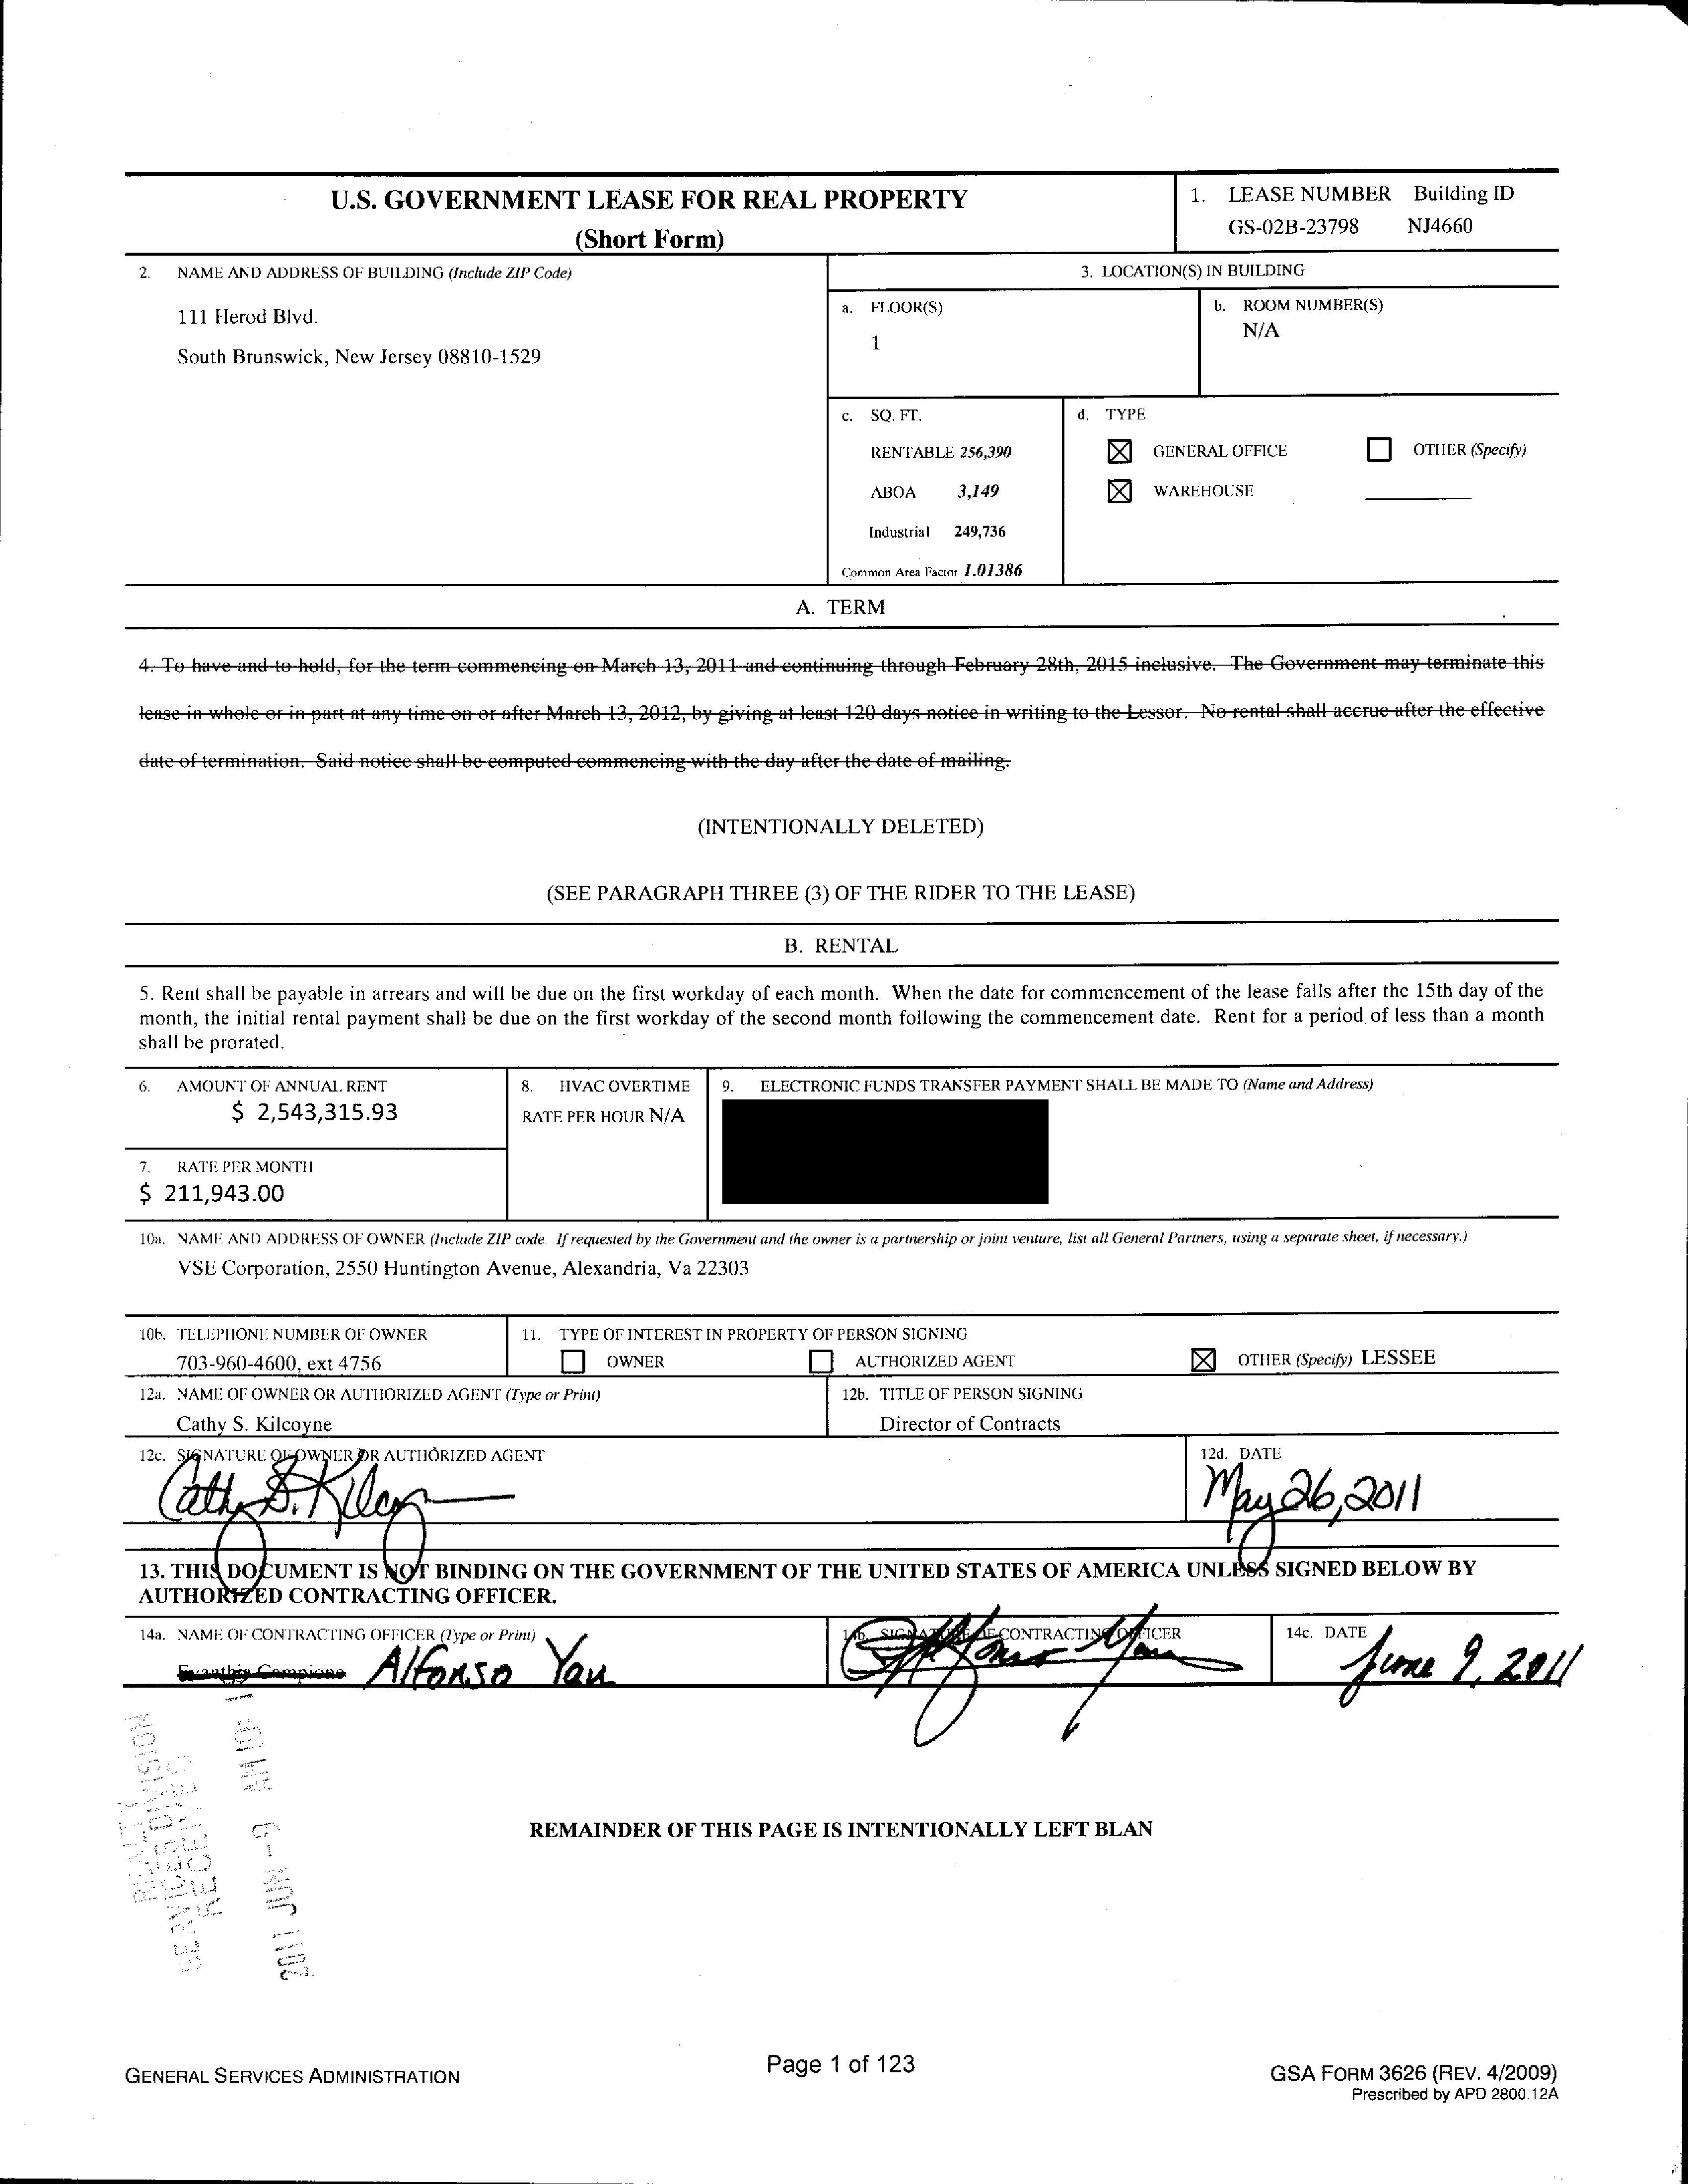 U.S. GOVERNMENT LEASE FOR REAL PROPERTY
(Short Form)
1. LEASE NUMBER Building ID
GS-02B-23798 NJ4660
2. NAME AND ADDRESS OF BUILDING (Include ZIP Code)
111 Herod Blvd.
South Brunswick, New Jersey 08810-1529
3. LOCATION(S) IN BUILDING
a. FLOOR(S)
1
b. ROOM NUMBER(S)
N/A
c. SQ. FT.
RENTABLE 256,390
ABOA 3,149
Industrial 249,736
Common Area Factor 1.01386
d. TYPE
☒ GENERAL OFFICE
☐ OTHER (Specify)
☒ WAREHOUSE
A. TERM
4. To have and to hold, for the term commencing on March 13, 2011 and continuing through February 28th, 2015 inclusive. The Government may terminate this
lease in whole or in part at any time on or after March 13, 2012, by giving at least 120 days notice in writing to the Lessor. No rental shall accrue after the effective
date of termination. Said notice shall be computed commencing with the day after the date of mailing.
(INTENTIONALLY DELETED)
(SEE PARAGRAPH THREE (3) OF THE RIDER TO THE LEASE)
B. RENTAL
5. Rent shall be payable in arrears and will be due on the first workday of each month. When the date for commencement of the lease falls after the 15th day of the
month, the initial rental payment shall be due on the first workday of the second month following the commencement date. Rent for a period of less than a month
shall be prorated.
6. AMOUNT OF ANNUAL RENT
$ 2,543,315.93
7. RATE PER MONTH
$ 211,943.00
8. HVAC OVERTIME
RATE PER HOUR N/A
9. ELECTRONIC FUNDS TRANSFER PAYMENT SHALL BE MADE TO (Name and Address)
10a. NAME AND ADDRESS OF OWNER (Include ZIP code. If requested by the Government and the owner is a partnership or joint venture, list all General Partners, using a separate sheet, if necessary.)
VSE Corporation, 2550 Huntington Avenue, Alexandria, Va 22303
10b. TELEPHONE NUMBER OF OWNER
703-960-4600, ext 4756
11. TYPE OF INTEREST IN PROPERTY OF PERSON SIGNING
☐ OWNER ☐ AUTHORIZED AGENT ☒ OTHER (Specify) LESSEE
12a. NAME OF OWNER OR AUTHORIZED AGENT (Type or Print)
Cathy S. Kilcoyne
12b. TITLE OF PERSON SIGNING
Director of Contracts
12c. SIGNATURE OF OWNER OR AUTHORIZED AGENT
Cathy S. Kilcoyne
12d. DATE
May 26, 2011
13. THIS DOCUMENT IS NOT BINDING ON THE GOVERNMENT OF THE UNITED STATES OF AMERICA UNLESS SIGNED BELOW BY
AUTHORIZED CONTRACTING OFFICER.
14a. NAME OF CONTRACTING OFFICER (Type or Print)
Evanthia Campione Alfonso Yau
14b. SIGNATURE OF CONTRACTING OFFICER
Alfonso Yau
14c. DATE
June 9, 2011
2011 JUN -9
REMAINDER OF THIS PAGE IS INTENTIONALLY LEFT BLAN
GENERAL SERVICES ADMINISTRATION
Page 1 of 123
GSA FORM 3626 (REV. 4/2009)
Prescribed by APD 2800.12A